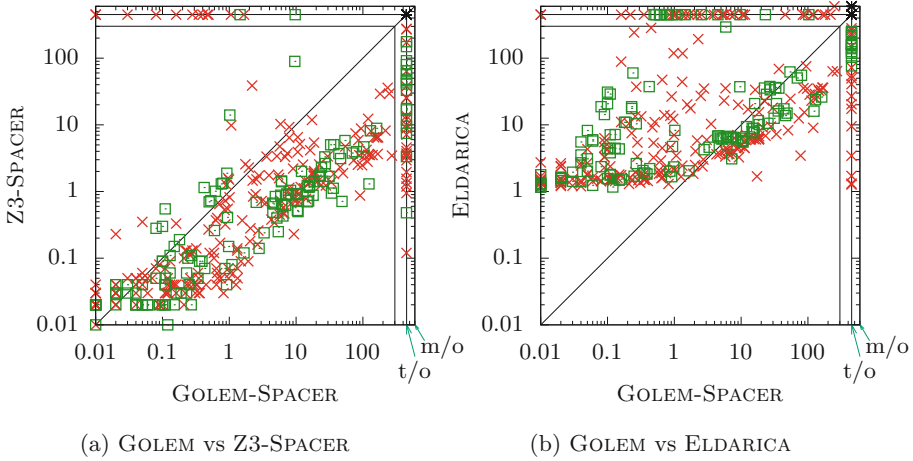 100
10
1
0.1
0.01
Z3-SPACER
0.01
0.1
1
10
100
m/o
t/o
GOLEM-SPACER
(a) GOLEM vs Z3-SPACER
100
10
1
0.1
0.01
ELDARICA
0.01
0.1
1
10
100
m/o
t/o
GOLEM-SPACER
(b) GOLEM vs ELDARICA